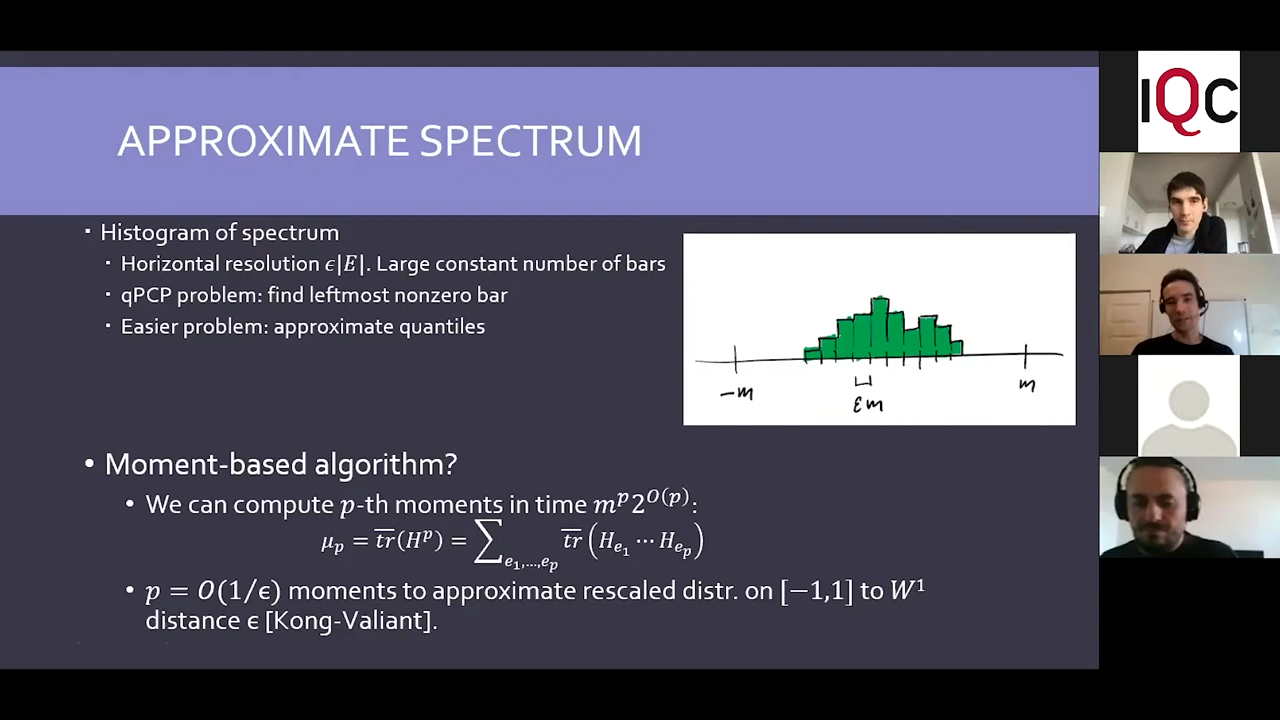 APPROXIMATE SPECTRUM
▪ Histogram of spectrum
▪ Horizontal resolution ϵ|E|. Large constant number of bars
▪ qPCP problem: find leftmost nonzero bar
▪ Easier problem: approximate quantiles
-m
εm
m
• Moment-based algorithm?
• We can compute p-th moments in time m^p 2^{O(p)}:
μ_p = \overline{tr}(H^p) = ∑_{e_1,…,e_p} \overline{tr}(H_{e_1} ⋯ H_{e_p})
• p = O(1/ϵ) moments to approximate rescaled distr. on [−1,1] to W^1
distance ϵ [Kong-Valiant].
IQC